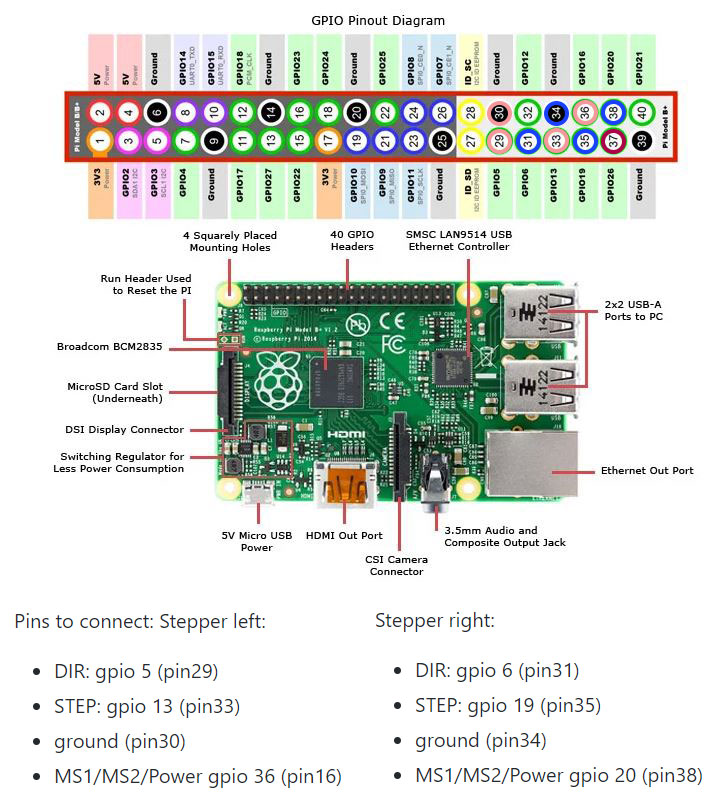 GPIO Pinout Diagram
5V Power
5V Power
Ground
GPIO14 UART0_TXD
GPIO15 UART0_RXD
GPIO18 PCM_CLK
Ground
GPIO23
GPIO24
Ground
GPIO25
GPIO8 SPI0_CE0_N
GPIO7 SPI0_CE1_N
ID_SC I2C ID EEPROM
Ground
GPIO12
Ground
GPIO16
GPIO20
GPIO21
Pi Model B/B+
2 4 6 8 10 12 14 16 18 20 22 24 26 28 30 32 34 36 38 40
1 3 5 7 9 11 13 15 17 19 21 23 25 27 29 31 33 35 37 39
Pi Model B+
3V3 Power
GPIO2 SDA1 I2C
GPIO3 SCL1 I2C
GPIO4
Ground
GPIO17
GPIO27
GPIO22
3V3 Power
GPIO10 SPI0_MOSI
GPIO9 SPI0_MISO
GPIO11 SPI0_SCLK
Ground
ID_SD I2C ID EEPROM
GPIO5
GPIO6
GPIO13
GPIO19
GPIO26
Ground
4 Squarely Placed
Mounting Holes
40 GPIO
Headers
SMSC LAN9514 USB
Ethernet Controller
Run Header Used
to Reset the PI
2x2 USB-A
Ports to PC
Broadcom BCM2835
MicroSD Card Slot
(Underneath)
DSI Display Connector
Switching Regulator for
Less Power Consumption
Ethernet Out Port
5V Micro USB
Power
HDMI Out Port
3.5mm Audio and
Composite Output Jack
CSI Camera
Connector
GPIO
Raspberry Pi Model B+ V1.2
© Raspberry Pi 2014
CE
FC
DISPLAY
HDMI
CAMERA
14122
14122
USB
Pins to connect: Stepper left:
DIR: gpio 5 (pin29)
STEP: gpio 13 (pin33)
ground (pin30)
MS1/MS2/Power gpio 36 (pin16)
Stepper right:
DIR: gpio 6 (pin31)
STEP: gpio 19 (pin35)
ground (pin34)
MS1/MS2/Power gpio 20 (pin38)